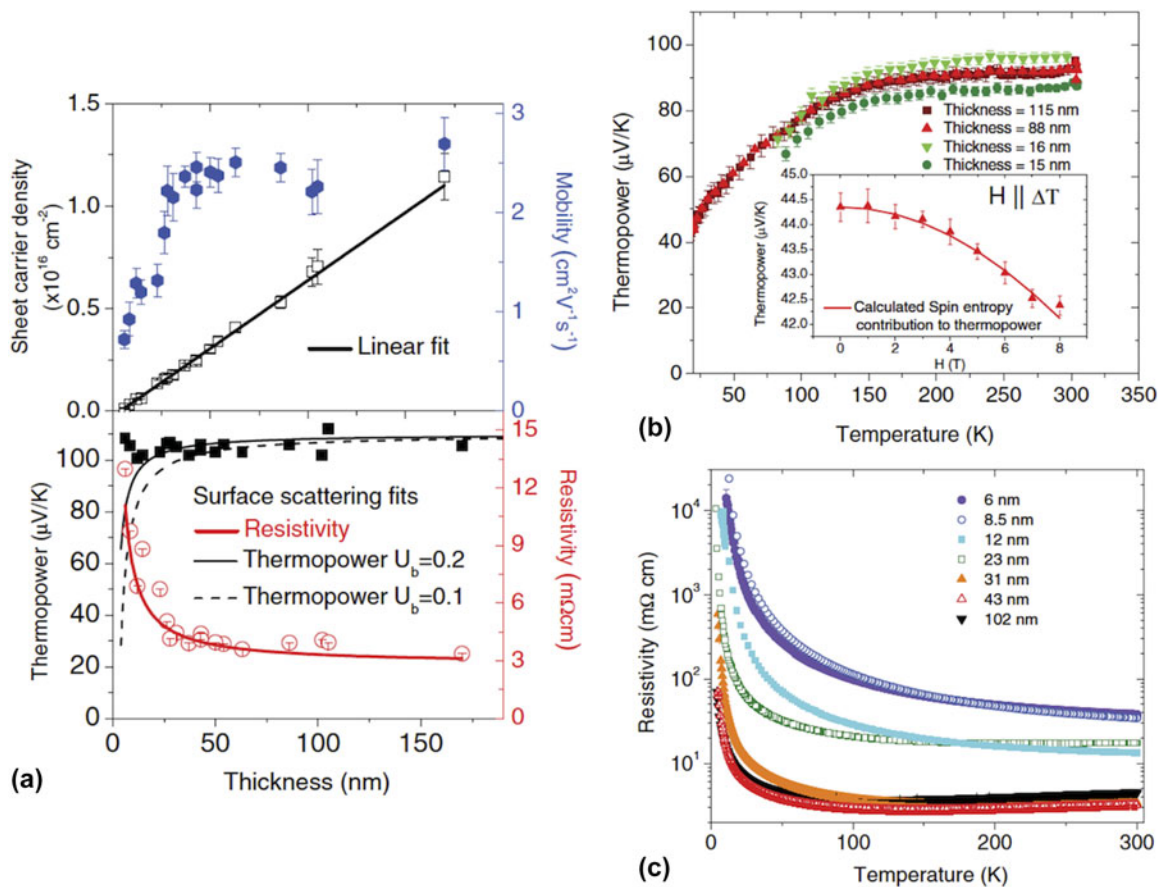 1.5
1.0
0.5
0.0
Sheet carrier density
(x10¹⁶ cm⁻²)
3
2
1
0
Mobility (cm²V⁻¹s⁻¹)
Linear fit
100
80
60
40
20
0
Thermopower (μV/K)
15
12
9
6
3
0
Resistivity (mΩcm)
Surface scattering fits
Resistivity
Thermopower U_b=0.2
Thermopower U_b=0.1
0 50 100 150
Thickness (nm)
(a)
100
80
60
40
20
0
Thermopower (μV/K)
Thickness = 115 nm
Thickness = 88 nm
Thickness = 16 nm
Thickness = 15 nm
H || ΔT
44.5
44.0
43.5
43.0
42.5
42.0
Thermopower (μV/K)
Calculated Spin entropy
contribution to thermopower
0 2 4 6 8
H (T)
50 100 150 200 250 300 350
Temperature (K)
(b)
10⁴
10³
10²
10¹
Resistivity (mΩ cm)
6 nm
8.5 nm
12 nm
23 nm
31 nm
43 nm
102 nm
0 100 200 300
Temperature (K)
(c)